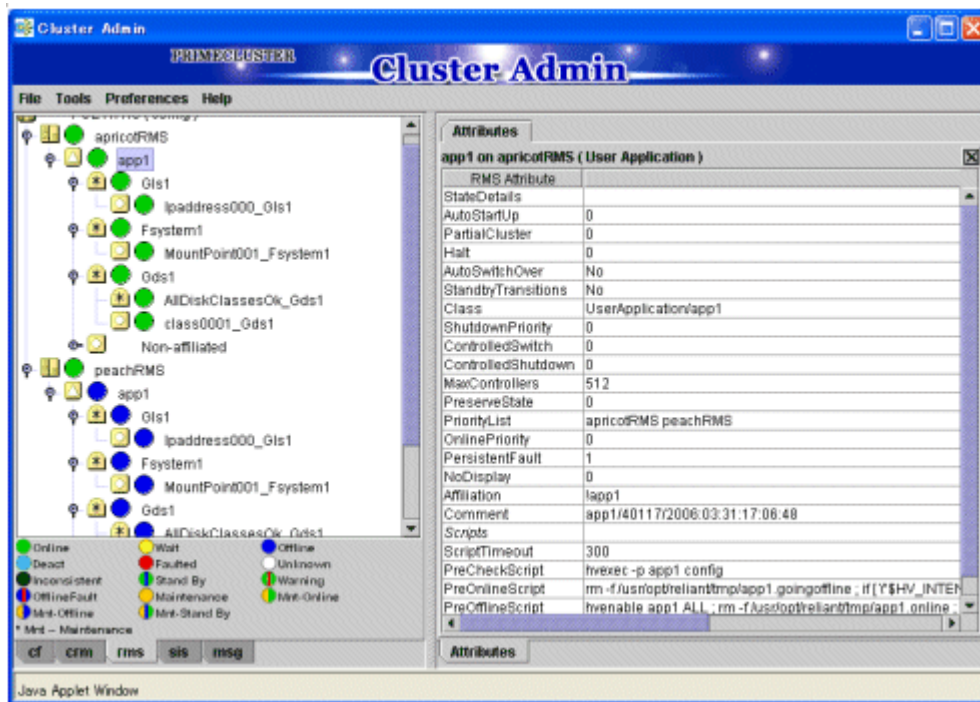 Cluster Admin
PRIMECLUSTER
Cluster Admin
File Tools Preferences Help
apricotRMS
app1
Gls1
Ipaddress000_Gls1
Fsystem1
MountPoint001_Fsystem1
Gds1
AllDiskClassesOk_Gds1
class0001_Gds1
Non-affiliated
peachRMS
app1
Gls1
Ipaddress000_Gls1
Fsystem1
MountPoint001_Fsystem1
Gds1
AllDiskClassesOk_Gds1
Online Wait Offline
Deact Faulted Unknown
Inconsistent Stand By Warning
OfflineFault Maintenance Mnt-Online
Mnt-Offline Mnt-Stand By
* Mnt – Maintenance
cf crm rms sis msg
Attributes
app1 on apricotRMS ( User Application )
RMS Attribute
StateDetails
AutoStartUp 0
PartialCluster 0
Halt 0
AutoSwitchOver No
StandbyTransitions No
Class UserApplication/app1
ShutdownPriority 0
ControlledSwitch 0
ControlledShutdown 0
MaxControllers 512
PreserveState 0
PriorityList apricotRMS peachRMS
OnlinePriority 0
PersistentFault 1
NoDisplay 0
Affiliation !app1
Comment app1/40117/2006:03:31:17:06:48
Scripts
ScriptTimeout 300
PreCheckScript hvexec -p app1 config
PreOnlineScript rm -f /usr/opt/reliant/tmp/app1.goingoffline ; if [ "$HV_INTEN
PreOfflineScript hvenable app1 ALL ; rm -f /usr/opt/reliant/tmp/app1.online ;
Attributes
Java Applet Window